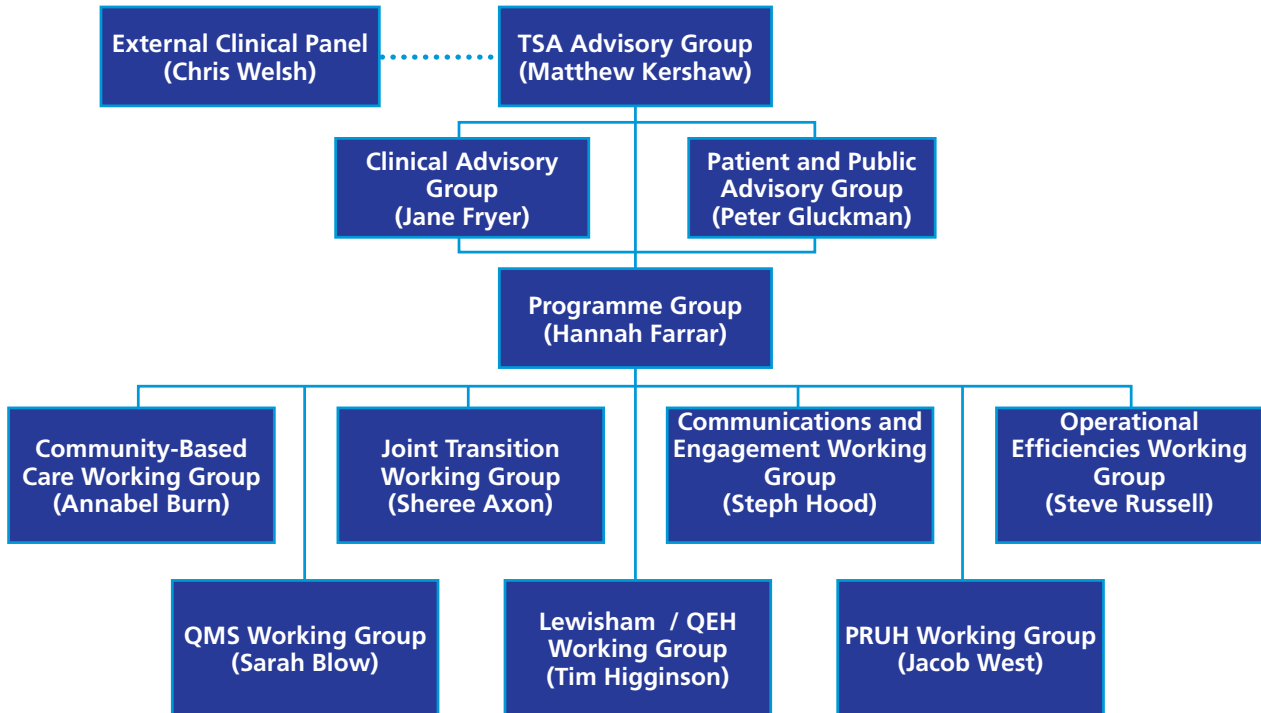 External Clinical Panel
(Chris Welsh)
TSA Advisory Group
(Matthew Kershaw)
Clinical Advisory
Group
(Jane Fryer)
Patient and Public
Advisory Group
(Peter Gluckman)
Programme Group
(Hannah Farrar)
Community-Based
Care Working Group
(Annabel Burn)
Joint Transition
Working Group
(Sheree Axon)
Communications and
Engagement Working
Group
(Steph Hood)
Operational
Efficiencies Working
Group
(Steve Russell)
QMS Working Group
(Sarah Blow)
Lewisham / QEH
Working Group
(Tim Higginson)
PRUH Working Group
(Jacob West)